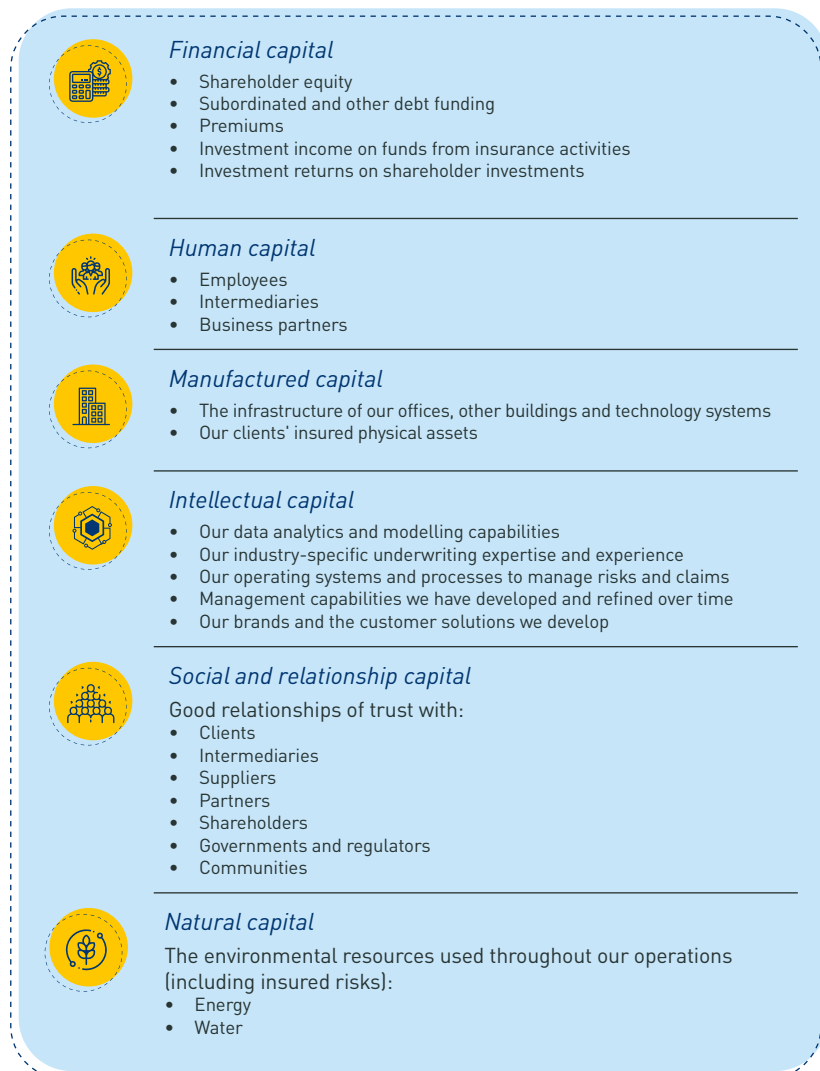 Financial capital
• Shareholder equity
• Subordinated and other debt funding
• Premiums
• Investment income on funds from insurance activities
• Investment returns on shareholder investments
Human capital
• Employees
• Intermediaries
• Business partners
Manufactured capital
• The infrastructure of our offices, other buildings and technology systems
• Our clients' insured physical assets
Intellectual capital
• Our data analytics and modelling capabilities
• Our industry-specific underwriting expertise and experience
• Our operating systems and processes to manage risks and claims
• Management capabilities we have developed and refined over time
• Our brands and the customer solutions we develop
Social and relationship capital
Good relationships of trust with:
• Clients
• Intermediaries
• Suppliers
• Partners
• Shareholders
• Governments and regulators
• Communities
Natural capital
The environmental resources used throughout our operations
(including insured risks):
• Energy
• Water